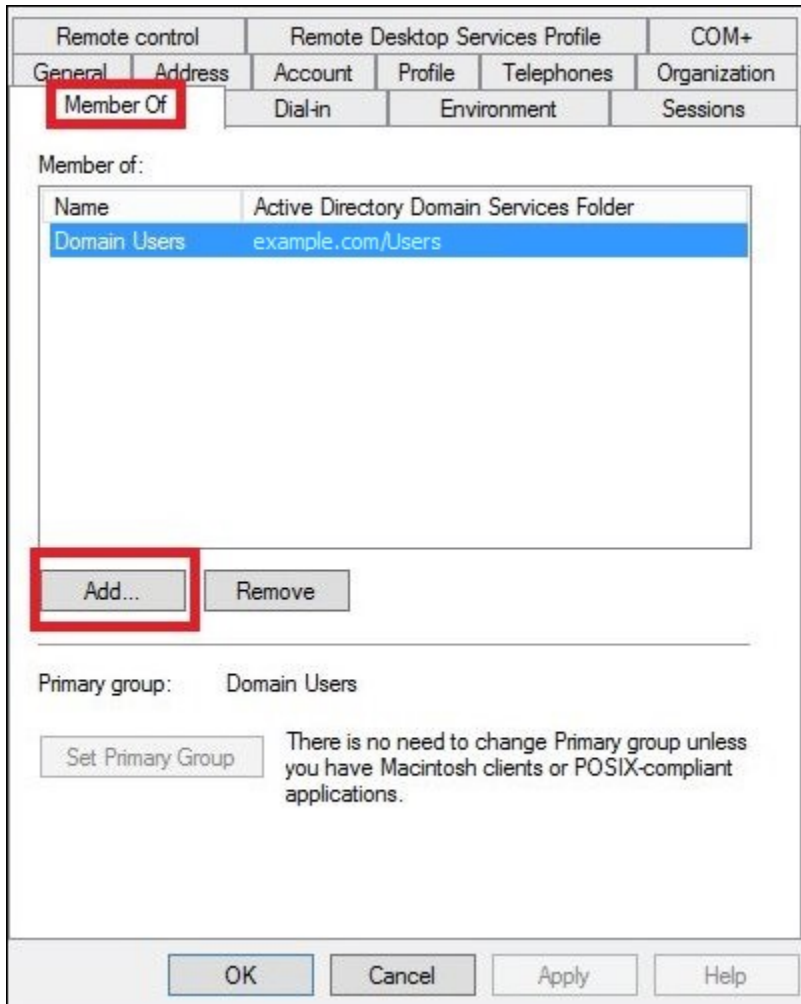 Remote control Remote Desktop Services Profile COM+
General Address Account Profile Telephones Organization
Member Of Dial-in Environment Sessions
Member of:
Name Active Directory Domain Services Folder
Domain Users example.com/Users
Add... Remove
Primary group: Domain Users
Set Primary Group
There is no need to change Primary group unless
you have Macintosh clients or POSIX-compliant
applications.
OK Cancel Apply Help